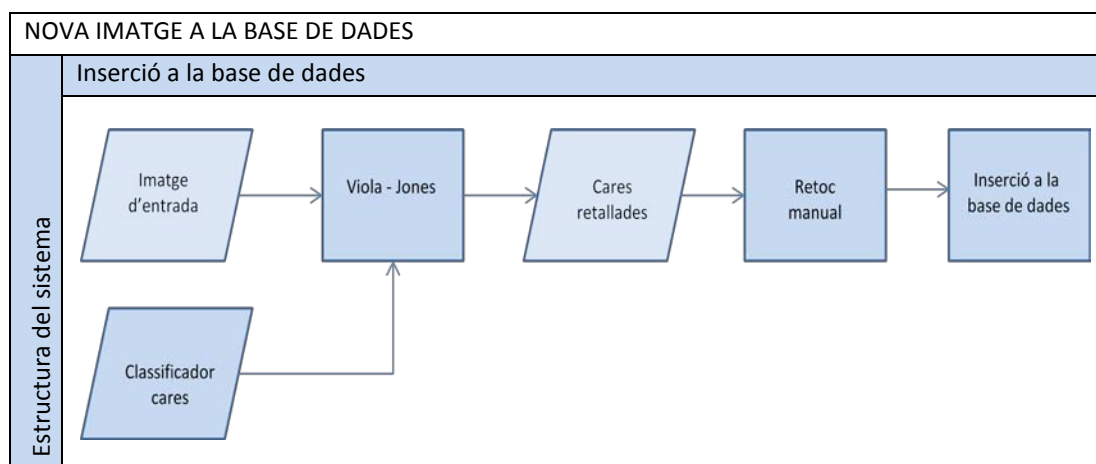 NOVA IMATGE A LA BASE DE DADES
Inserció a la base de dades
Estructura del sistema
Imatge
d'entrada
Viola - Jones
Cares
retallades
Retoc
manual
Inserció a la
base de dades
Classificador
cares